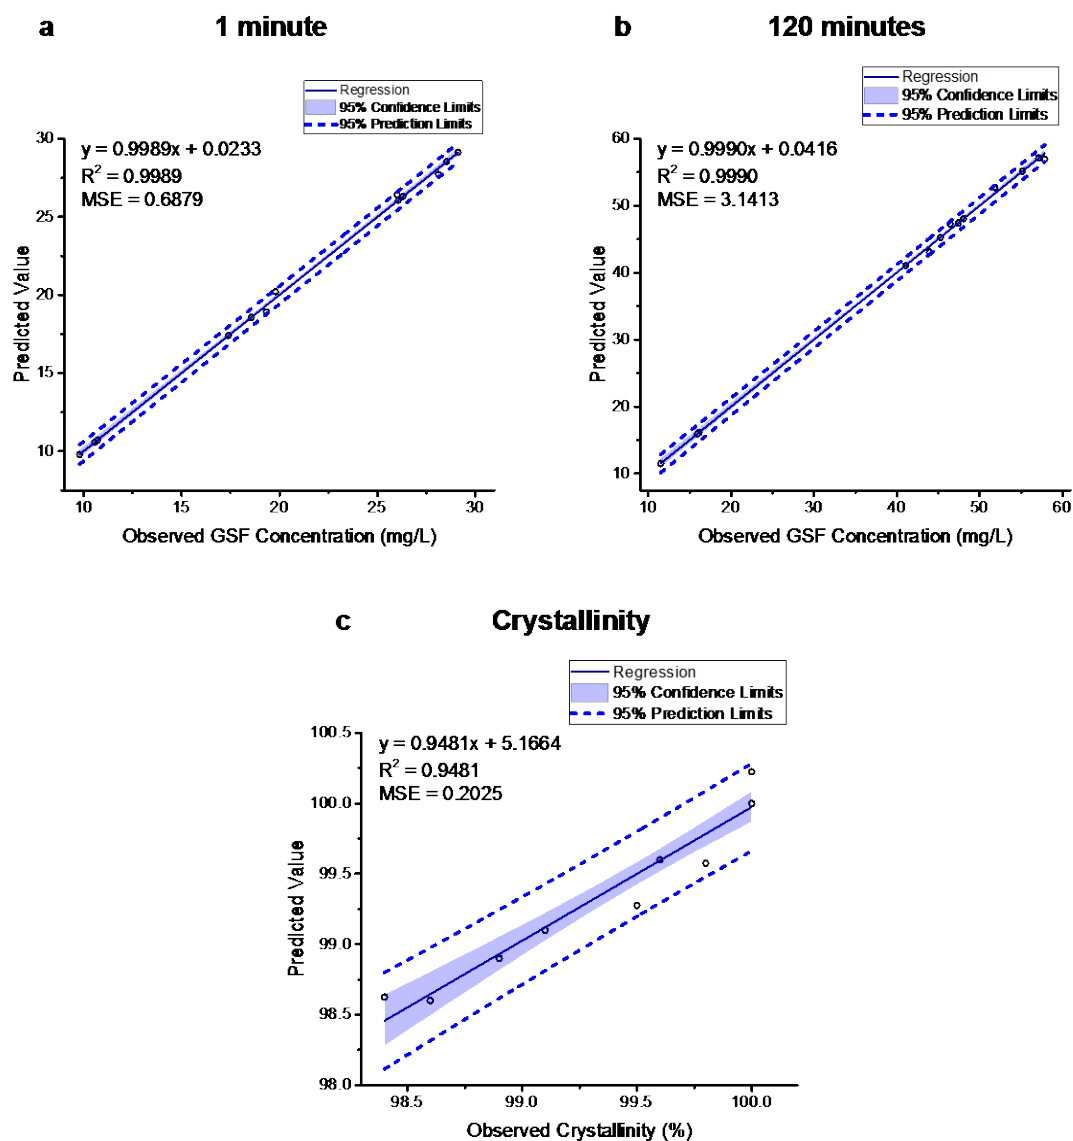 a
1 minute
Regression
95% Confidence Limits
95% Prediction Limits
y = 0.9989x + 0.0233
R² = 0.9989
MSE = 0.6879
30
25
20
15
10
Predicted Value
10
15
20
25
30
Observed GSF Concentration (mg/L)
b
120 minutes
Regression
95% Confidence Limits
95% Prediction Limits
y = 0.9990x + 0.0416
R² = 0.9990
MSE = 3.1413
60
50
40
30
20
10
Predicted Value
10
20
30
40
50
60
Observed GSF Concentration (mg/L)
c
Crystallinity
Regression
95% Confidence Limits
95% Prediction Limits
y = 0.9481x + 5.1664
R² = 0.9481
MSE = 0.2025
100.5
100.0
99.5
99.0
98.5
98.0
Predicted Value
98.5
99.0
99.5
100.0
Observed Crystallinity (%)